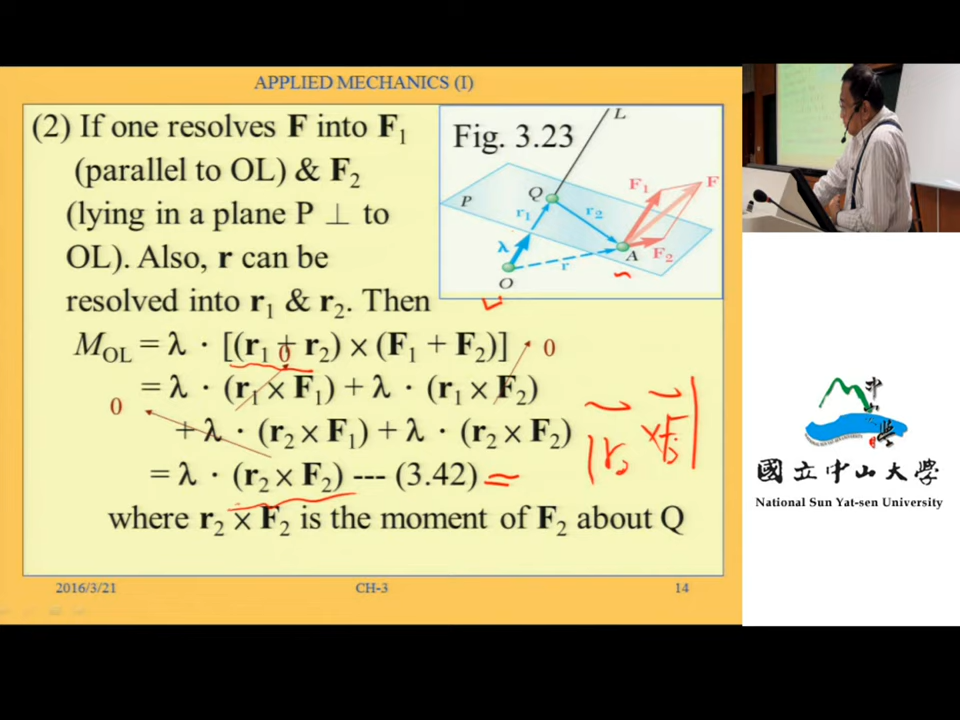 APPLIED MECHANICS (I)
(2) If one resolves F into F₁
(parallel to OL) & F₂
(lying in a plane P ⊥ to
OL). Also, r can be
resolved into r₁ & r₂. Then
M_OL = λ · [(r₁ + r₂) × (F₁ + F₂)]
0
0
= λ · (r₁ × F₁) + λ · (r₁ × F₂)
0
+ λ · (r₂ × F₁) + λ · (r₂ × F₂)
= λ · (r₂ × F₂) --- (3.42) =
where r₂ × F₂ is the moment of F₂ about Q
Fig. 3.23
L
P
Q
r₁
r₂
F₁
F
F₂
λ
A
r
O
|r₂ × F₂|
2016/3/21
CH-3
14
國立中山大學
National Sun Yat-sen University